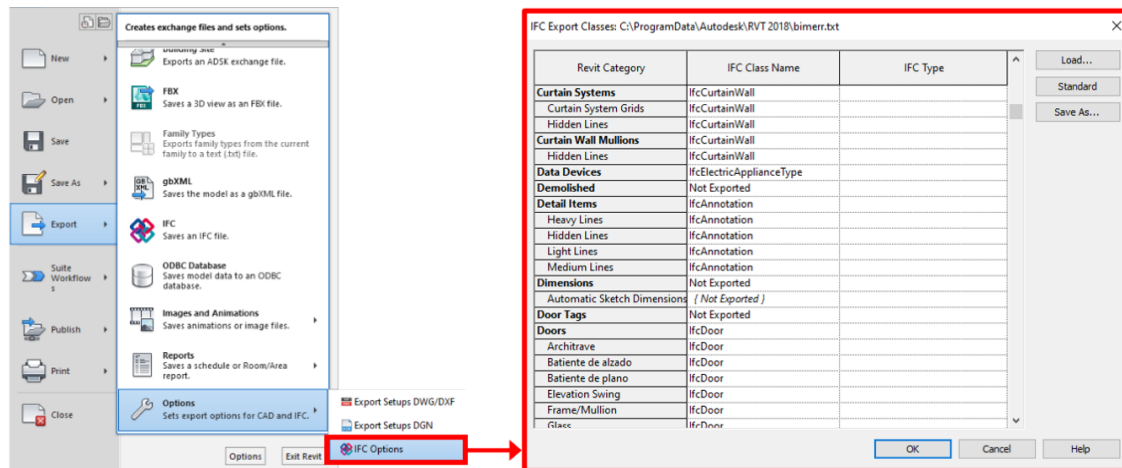 Creates exchange files and sets options.
New
Open
Save
Save As
Export
Suite
Workflow
s
Publish
Print
Close
Building Site
Exports an ADSK exchange file.
FBX
Saves a 3D view as an FBX file.
Family Types
Exports family types from the current
family to a text (.txt) file.
gbXML
Saves the model as a gbXML file.
IFC
Saves an IFC file.
ODBC Database
Saves model data to an ODBC
database.
Images and Animations
Saves animations or image files.
Reports
Saves a schedule or Room/Area
report.
Options
Sets export options for CAD and IFC.
Export Setups DWG/DXF
Export Setups DGN
IFC Options
Options
Exit Revit
IFC Export Classes: C:\ProgramData\Autodesk\RVT 2018\bimerr.txt
Revit Category IFC Class Name IFC Type
Curtain Systems IfcCurtainWall
Curtain System Grids IfcCurtainWall
Hidden Lines IfcCurtainWall
Curtain Wall Mullions IfcCurtainWall
Hidden Lines IfcCurtainWall
Data Devices IfcElectricApplianceType
Demolished Not Exported
Detail Items IfcAnnotation
Heavy Lines IfcAnnotation
Hidden Lines IfcAnnotation
Light Lines IfcAnnotation
Medium Lines IfcAnnotation
Dimensions Not Exported
Automatic Sketch Dimensions { Not Exported }
Door Tags Not Exported
Doors IfcDoor
Architrave IfcDoor
Batiente de alzado IfcDoor
Batiente de plano IfcDoor
Elevation Swing IfcDoor
Frame/Mullion IfcDoor
Glass IfcDoor
Load...
Standard
Save As...
OK
Cancel
Help